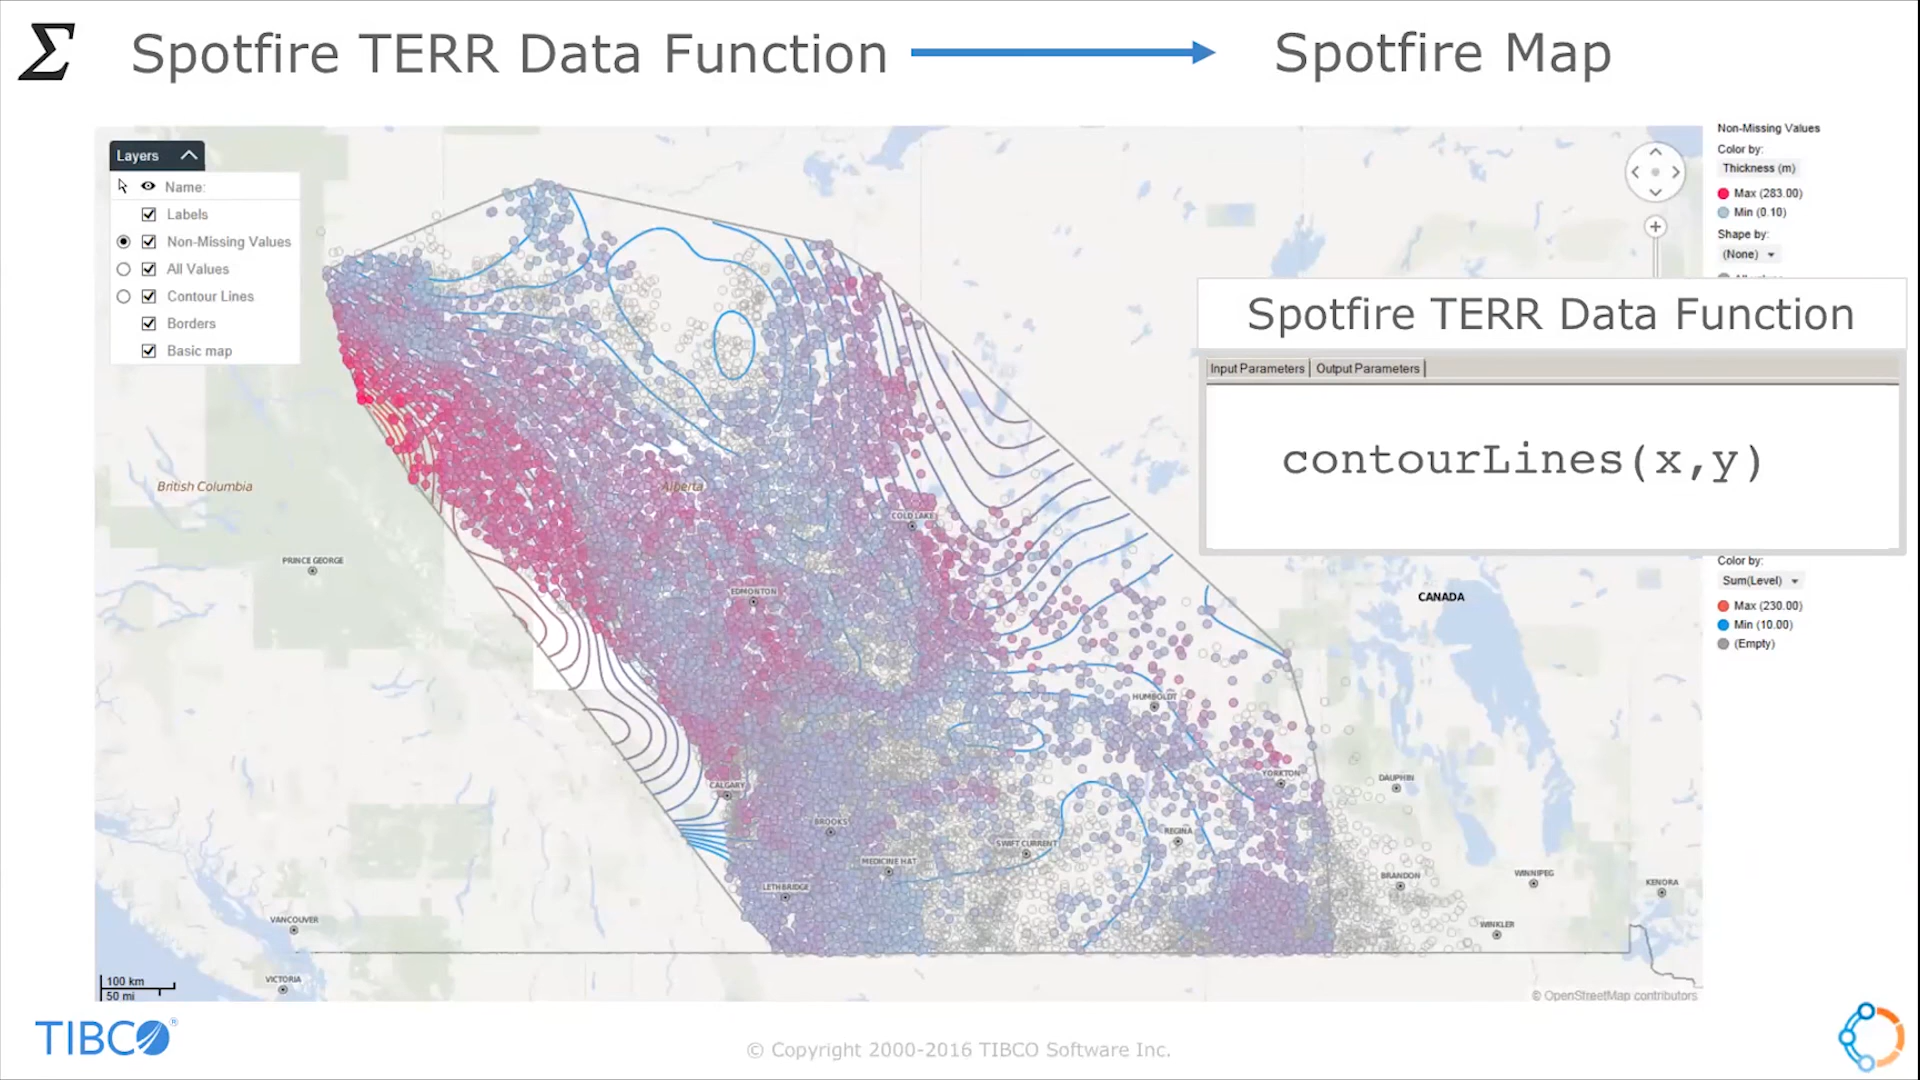 Σ Spotfire TERR Data Function Spotfire Map
Layers
Name:
Labels
Non-Missing Values
All Values
Contour Lines
Borders
Basic map
British Columbia
Alberta
PRINCE GEORGE
COLD LAKE
EDMONTON
CANADA
HUMBOLDT
CALGARY
YORKTON
DAUPHIN
BROOKS
REGINA
SWIFT CURRENT
MEDICINE HAT
LETHBRIDGE
BRANDON
WINNIPEG
KENORA
VANCOUVER
WINKLER
VICTORIA
100 km
50 mi
© OpenStreetMap contributors
Non-Missing Values
Color by:
Thickness (m)
Max (283.00)
Min (0.10)
Shape by:
(None)
Spotfire TERR Data Function
Input Parameters Output Parameters
contourLines(x,y)
Color by:
Sum(Level)
Max (230.00)
Min (10.00)
(Empty)
TIBCO®
© Copyright 2000-2016 TIBCO Software Inc.